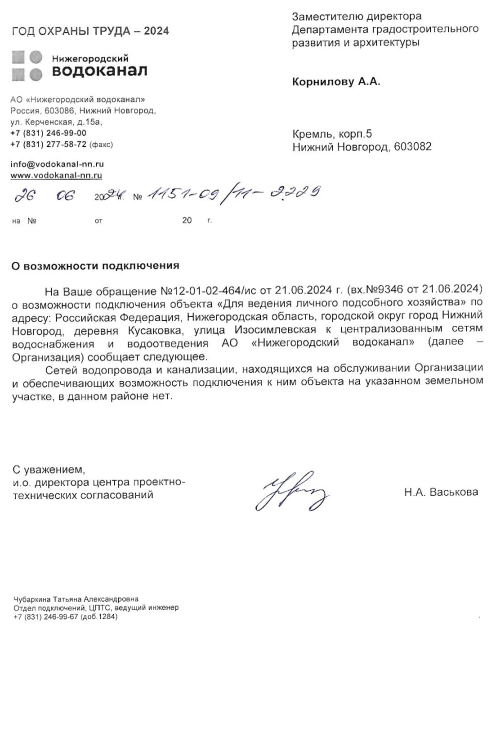 ГОД ОХРАНЫ ТРУДА – 2024
Нижегородский
ВОДОКАНАЛ
АО «Нижегородский водоканал»
Россия, 603086, Нижний Новгород,
ул. Керченская, д.15а,
+7 (831) 246-99-00
+7 (831) 277-58-72 (факс)
info@vodokanal-nn.ru
www.vodokanal-nn.ru
26 06 2024 г. № 1151-09/11-2229
на № от 20 г.
Заместителю директора
Департамента градостроительного
развития и архитектуры
Корнилову А.А.
Кремль, корп.5
Нижний Новгород, 603082
О возможности подключения
На Ваше обращение №12-01-02-464/ис от 21.06.2024 г. (вх.№9346 от 21.06.2024)
о возможности подключения объекта «Для ведения личного подсобного хозяйства» по
адресу: Российская Федерация, Нижегородская область, городской округ город Нижний
Новгород, деревня Кусаковка, улица Изосимлевская к централизованным сетям
водоснабжения и водоотведения АО «Нижегородский водоканал» (далее –
Организация) сообщает следующее.
Сетей водопровода и канализации, находящихся на обслуживании Организации
и обеспечивающих возможность подключения к ним объекта на указанном земельном
участке, в данном районе нет.
С уважением,
и.о. директора центра проектно-
технических согласований
Н.А. Васькова
Чубаркина Татьяна Александровна
Отдел подключений, ЦПТС, ведущий инженер
+7 (831) 246-99-67 (доб.1284)